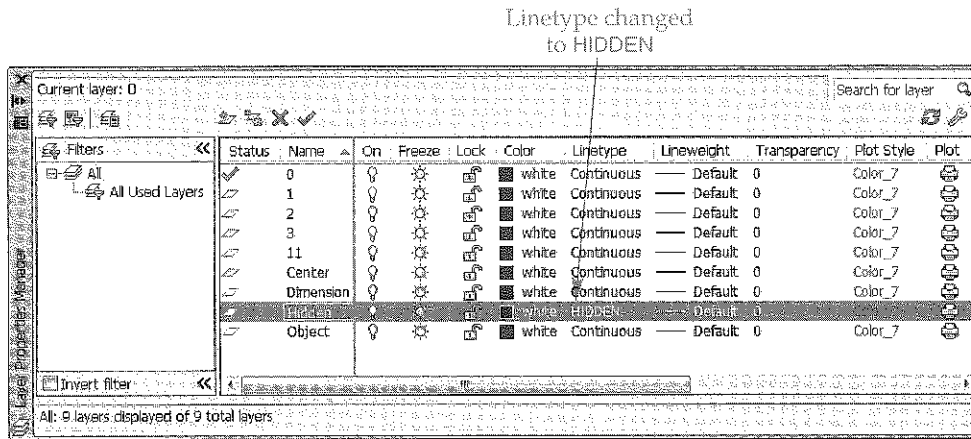 Linetype changed
to HIDDEN
Current layer: 0
Search for layer
Filters
All
All Used Layers
Invert filter
Status Name On Freeze Lock Color Linetype Lineweight Transparency Plot Style Plot
0 white Continuous Default 0 Color_7
1 white Continuous Default 0 Color_7
2 white Continuous Default 0 Color_7
3 white Continuous Default 0 Color_7
11 white Continuous Default 0 Color_7
Center white Continuous Default 0 Color_7
Dimension white Continuous Default 0 Color_7
Hidden white HIDDEN Default 0 Color_7
Object white Continuous Default 0 Color_7
All: 9 layers displayed of 9 total layers
Layer Properties Manager